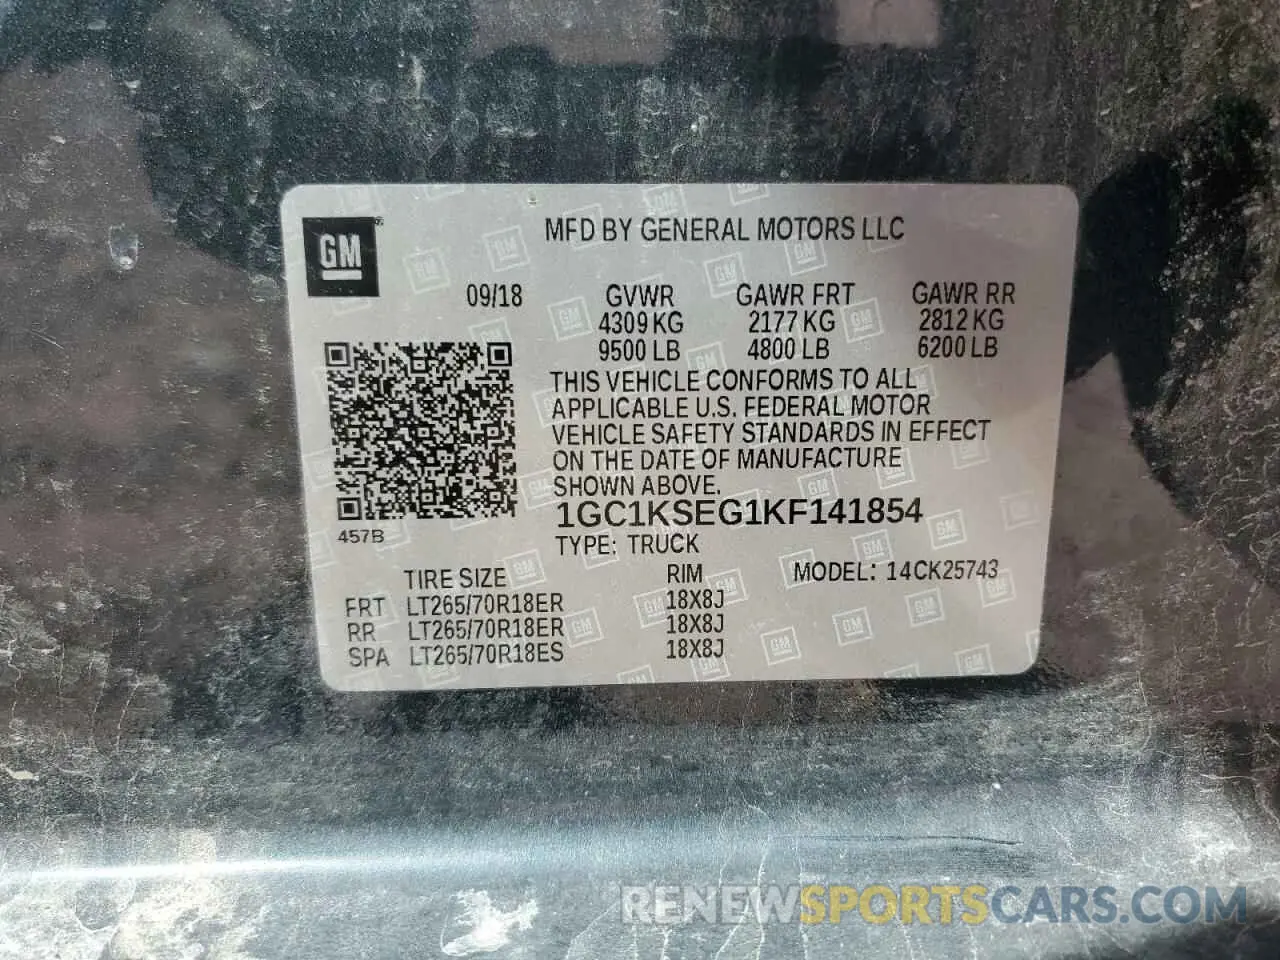 MFD BY GENERAL MOTORS LLC
GM
09/18 GVWR GAWR FRT GAWR RR
4309 KG 2177 KG 2812 KG
9500 LB 4800 LB 6200 LB
THIS VEHICLE CONFORMS TO ALL
APPLICABLE U.S. FEDERAL MOTOR
VEHICLE SAFETY STANDARDS IN EFFECT
ON THE DATE OF MANUFACTURE
SHOWN ABOVE.
1GC1KSEG1KF141854
457B
TYPE: TRUCK
TIRE SIZE RIM MODEL: 14CK25743
FRT LT265/70R18ER 18X8J
RR LT265/70R18ER 18X8J
SPA LT265/70R18ES 18X8J
RENEWSPORTSCARS.COM